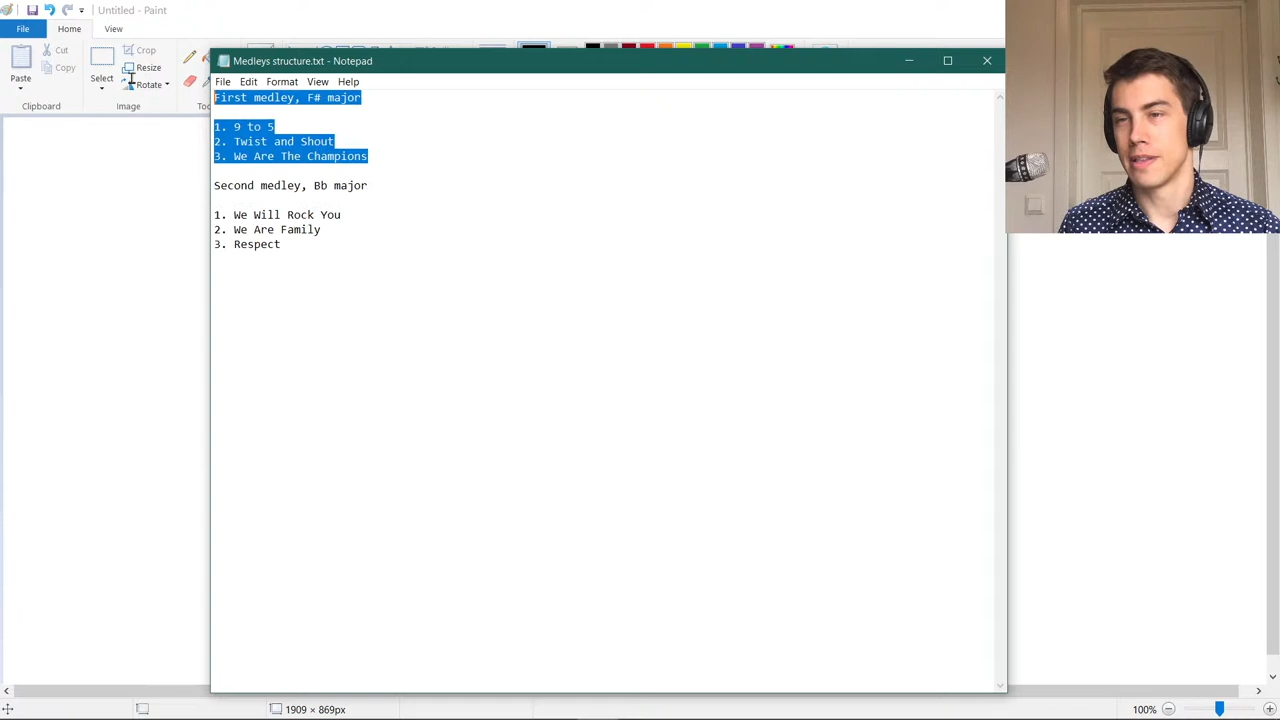 Untitled - Paint
File
Home
View
Paste
Cut
Copy
Clipboard
Select
Crop
Resize
Rotate
Image
Medleys structure.txt - Notepad
File Edit Format View Help
First medley, F# major
1. 9 to 5
2. Twist and Shout
3. We Are The Champions
Second medley, Bb major
1. We Will Rock You
2. We Are Family
3. Respect
1909 × 869px
100%